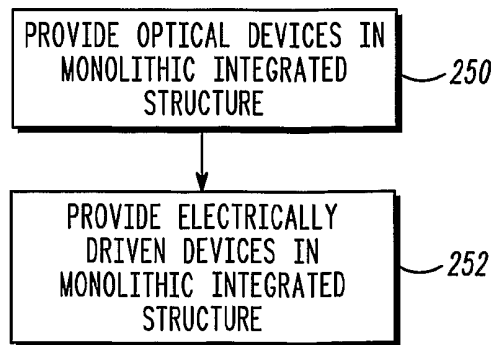 PROVIDE OPTICAL DEVICES IN
MONOLITHIC INTEGRATED
STRUCTURE
250
PROVIDE ELECTRICALLY
DRIVEN DEVICES IN
MONOLITHIC INTEGRATED
STRUCTURE
252